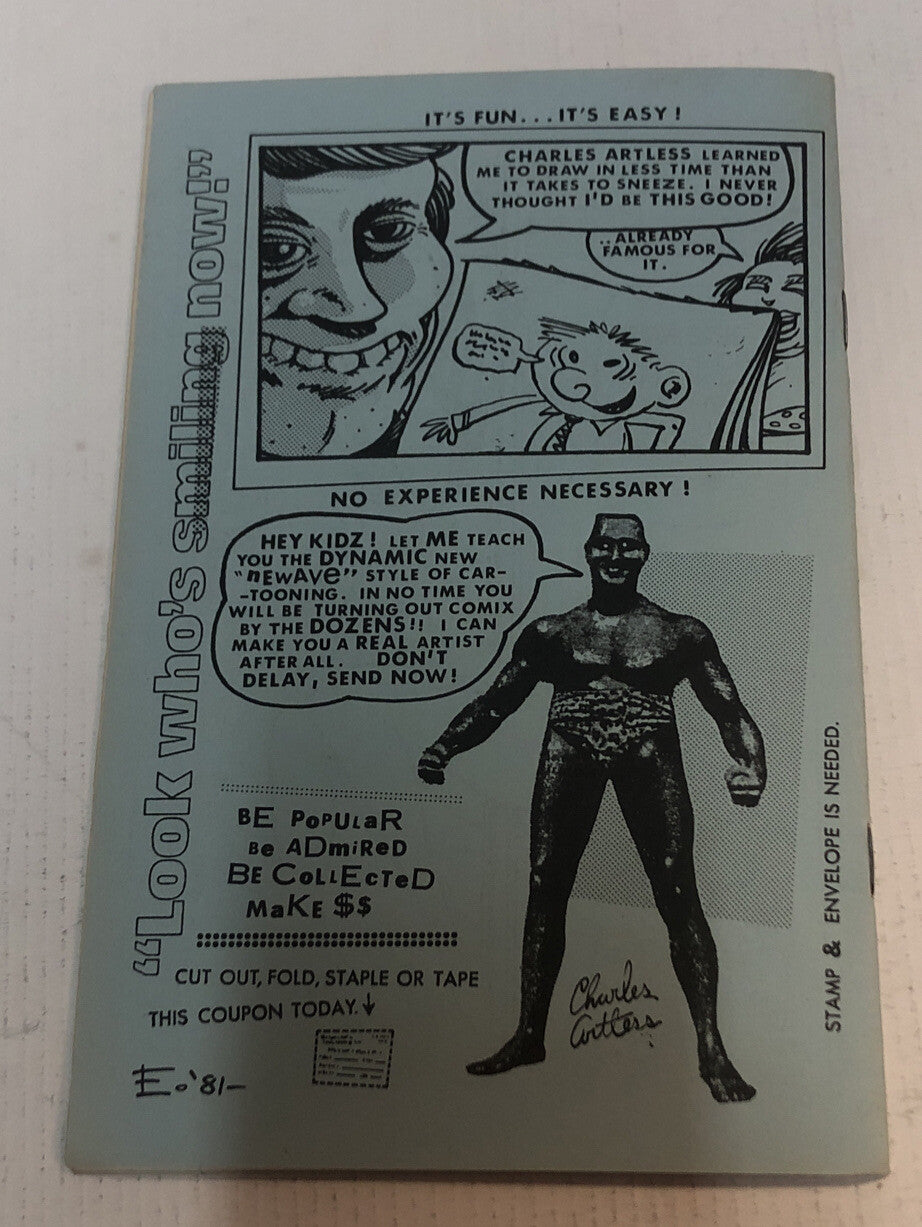 IT'S FUN...IT'S EASY!
CHARLES ARTLESS LEARNED
ME TO DRAW IN LESS TIME THAN
IT TAKES TO SNEEZE. I NEVER
THOUGHT I'D BE THIS GOOD!
..ALREADY
FAMOUS FOR
IT.
NO EXPERIENCE NECESSARY!
"Look who's smiling now!"
HEY KIDZ! LET ME TEACH
YOU THE DYNAMIC NEW
"nEWAVe" STYLE OF CAR-
-TOONING. IN NO TIME YOU
WILL BE TURNING OUT COMIX
BY THE DOZENS!! I CAN
MAKE YOU A REAL ARTIST
AFTER ALL. DON'T
DELAY, SEND NOW!
BE PoPULaR
Be ADmiReD
BE CoLLEcTeD
MaKE $$
CUT OUT, FOLD, STAPLE OR TAPE
THIS COUPON TODAY.
Charles
Artless
STAMP & ENVELOPE IS NEEDED.
'81-